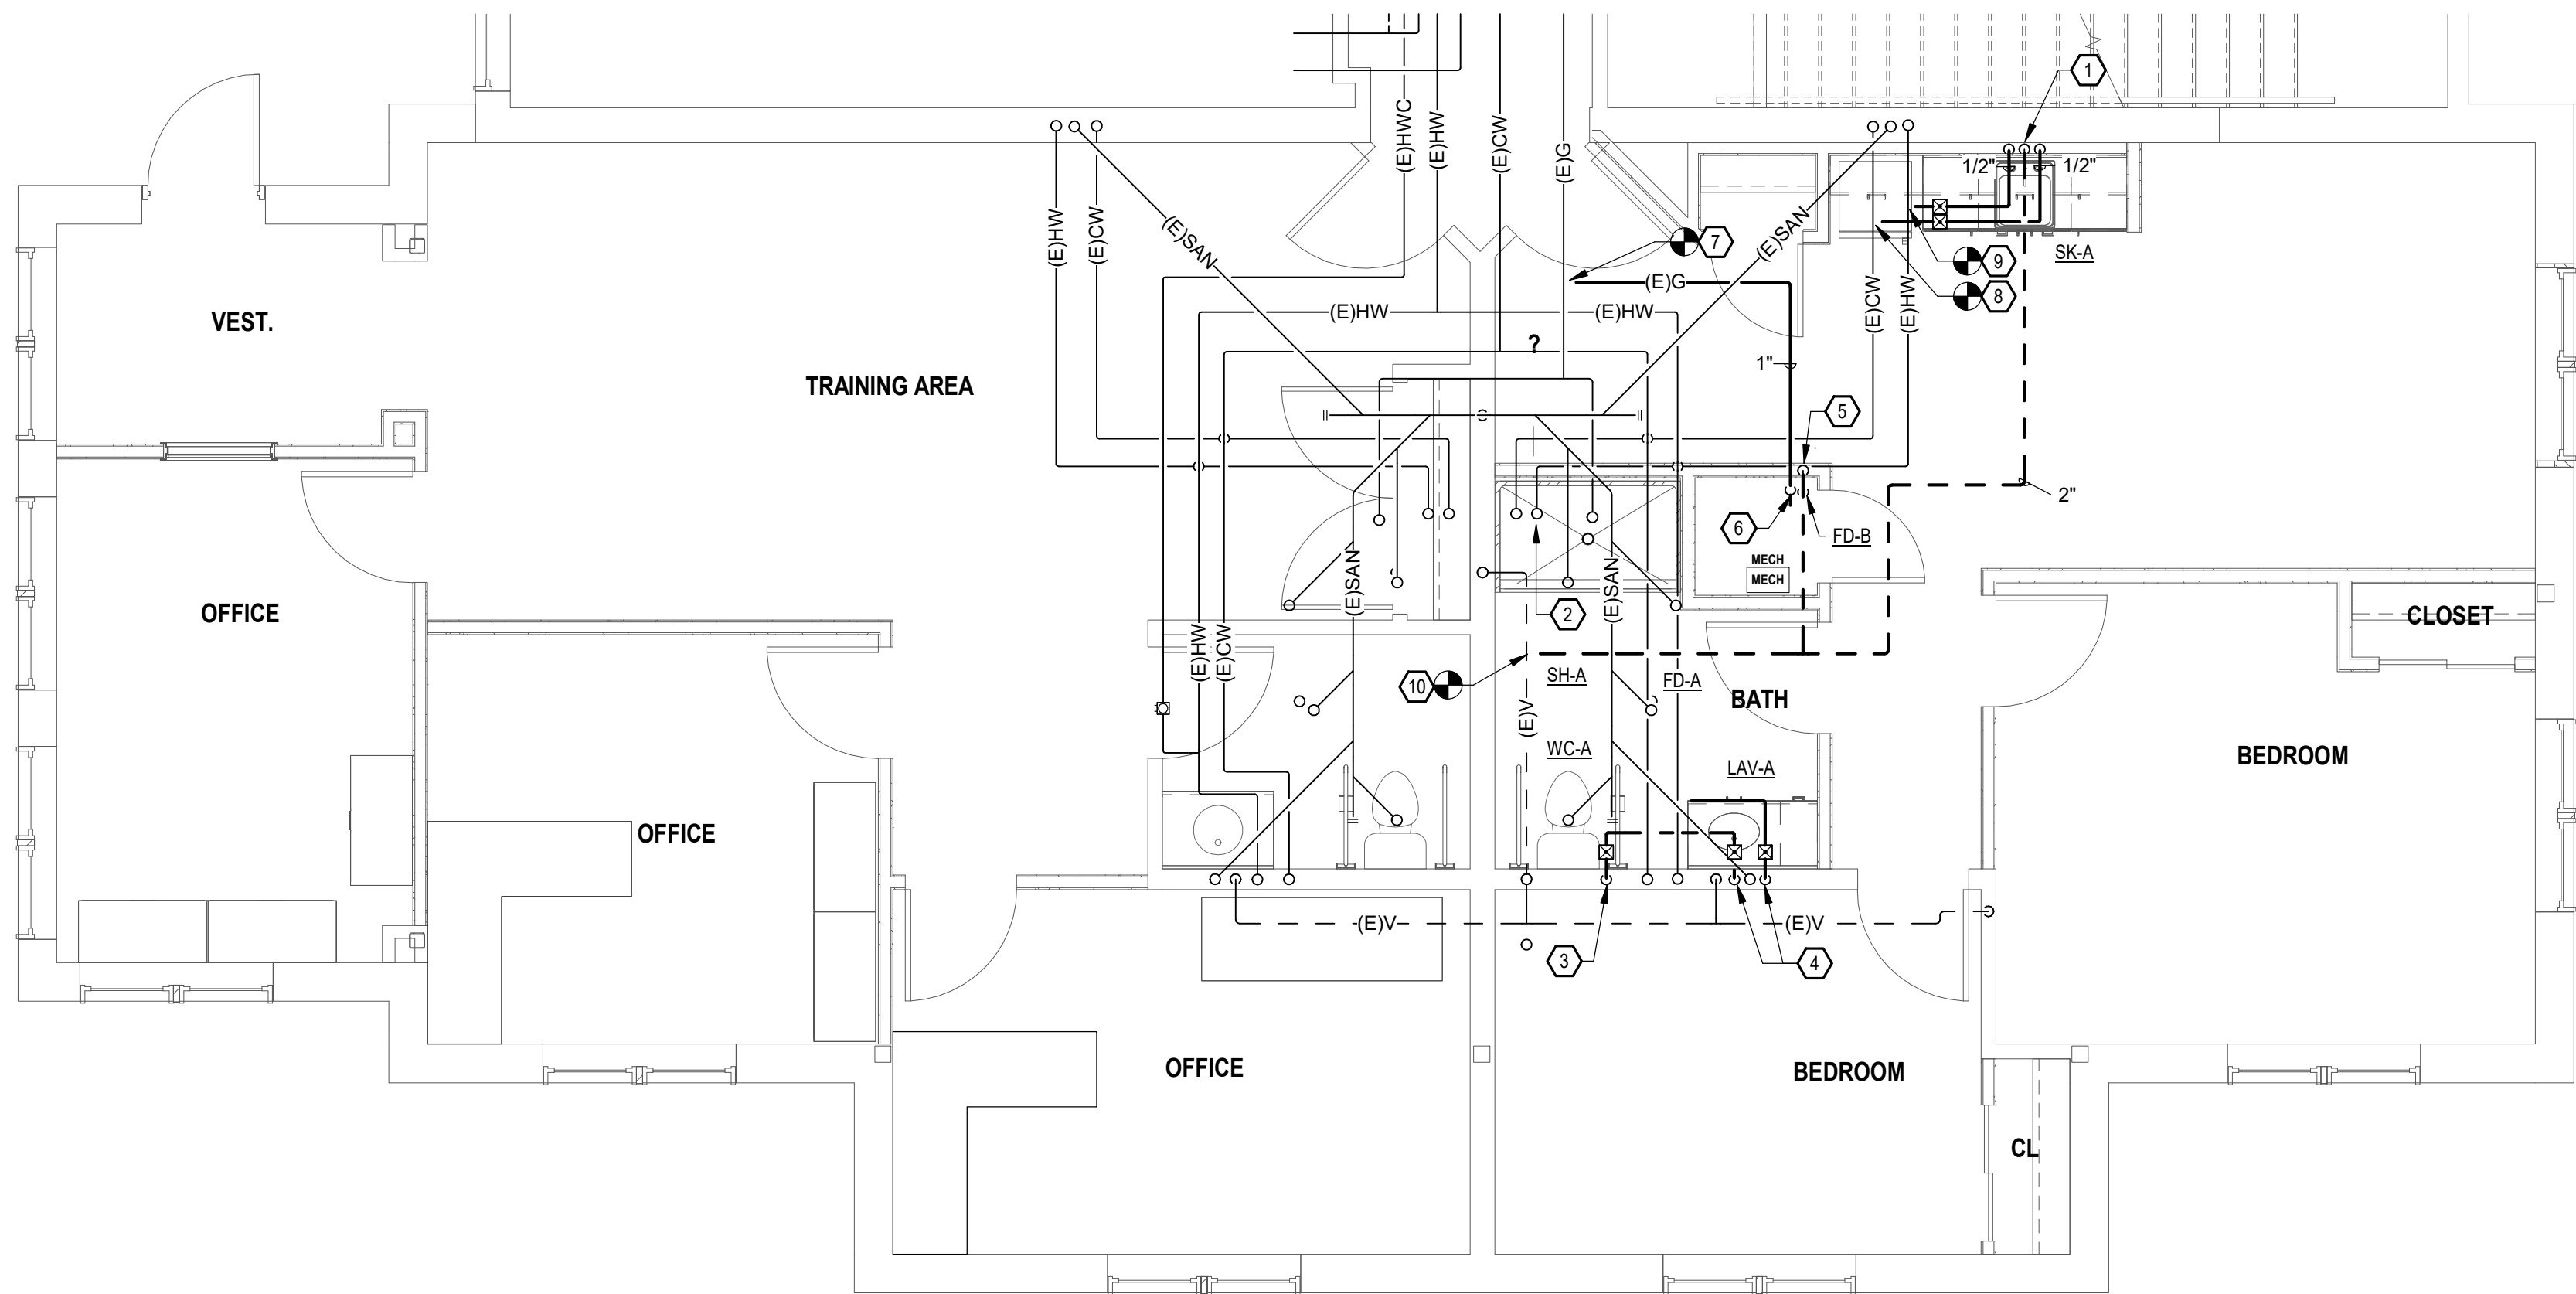 1
(E)HWC
(E)HW
(E)CW
(E)G
1/2"
1/2"
(E)HW
(E)CW
(E)SAN
(E)SAN
7
SK-A
9
(E)G
8
VEST.
(E)HW
(E)HW
(E)CW
(E)HW
?
1"
TRAINING AREA
5
2"
6
FD-B
MECH
MECH
(E)SAN
(E)SAN
OFFICE
2
CLOSET
(E)HW
(E)CW
10
SH-A
FD-A
BATH
(E)V
WC-A
LAV-A
BEDROOM
OFFICE
(E)V
(E)V
3
4
OFFICE
BEDROOM
CL